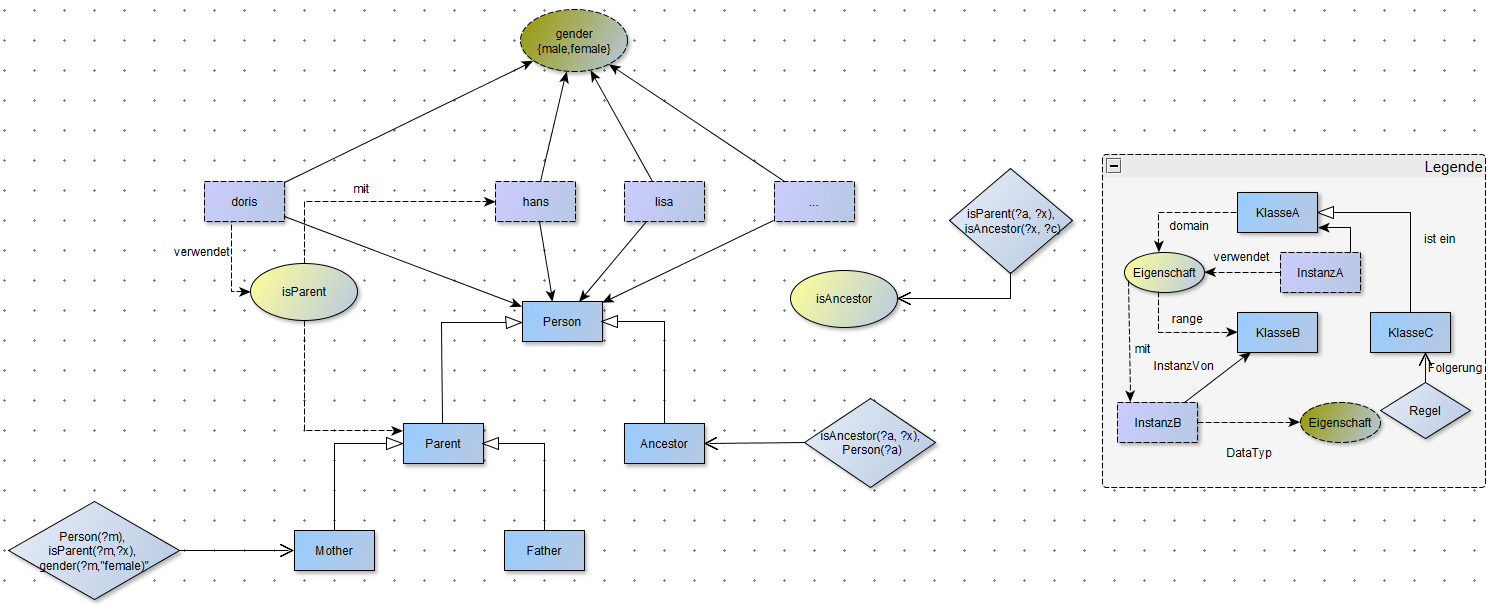 gender
{male,female}
doris
mit
hans
lisa
...
verwendet
isParent
Person
isParent(?a, ?x),
isAncestor(?x, ?c)
isAncestor
Parent
Ancestor
isAncestor(?a, ?x),
Person(?a)
Person(?m),
isParent(?m,?x),
gender(?m,"female)"
Mother
Father
Legende
KlasseA
domain
ist ein
verwendet
Eigenschaft
InstanzA
range
KlasseB
KlasseC
mit
InstanzVon
Folgerung
InstanzB
Eigenschaft
Regel
DataTyp